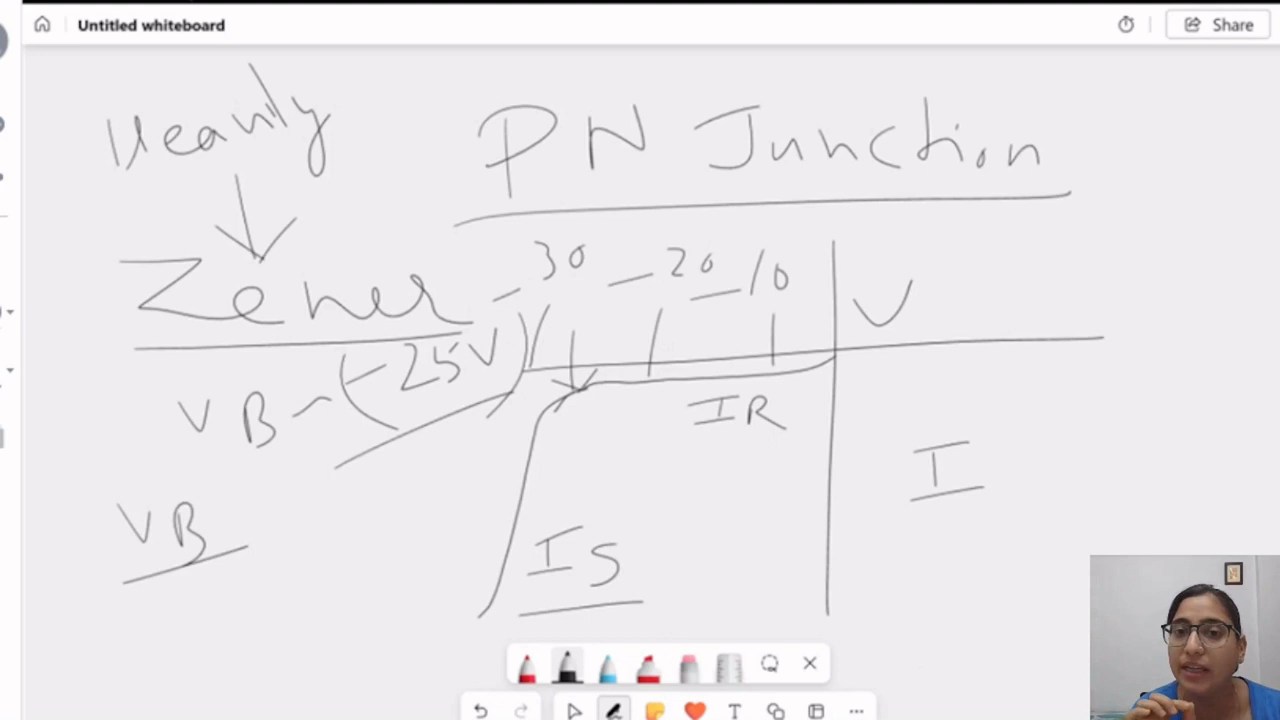 Untitled whiteboard
Share
Heavily
PN Junction
Zener
-30 -20 -10
V
VB ~ (-25V)
IR
I
VB
IS
T